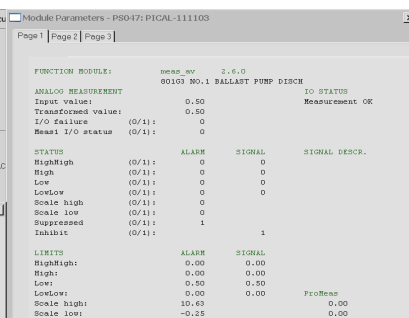 Module Parameters - PS047: PICAL-111103
Page 1 Page 2 Page 3
FUNCTION MODULE: meas_av 2.6.0
801G3 NO.1 BALLAST PUMP DISCH
ANALOG MEASUREMENT IO STATUS
Input value: 0.50 Measurement OK
Transformed value: 0.50
I/O failure (0/1): 0
Meas1 I/O status (0/1): 0
STATUS ALARM SIGNAL SIGNAL DESCR.
HighHigh (0/1): 0 0
High (0/1): 0 0
Low (0/1): 0 0
LowLow (0/1): 0 0
Scale high (0/1): 0
Scale low (0/1): 0
Suppressed (0/1): 1
Inhibit (0/1): 1
LIMITS ALARM SIGNAL
HighHigh: 0.00 0.00
High: 0.00 0.00
Low: 0.50 0.50
LowLow: 0.00 0.00 ProMeas
Scale high: 10.63 0.00
Scale low: -0.25 0.00